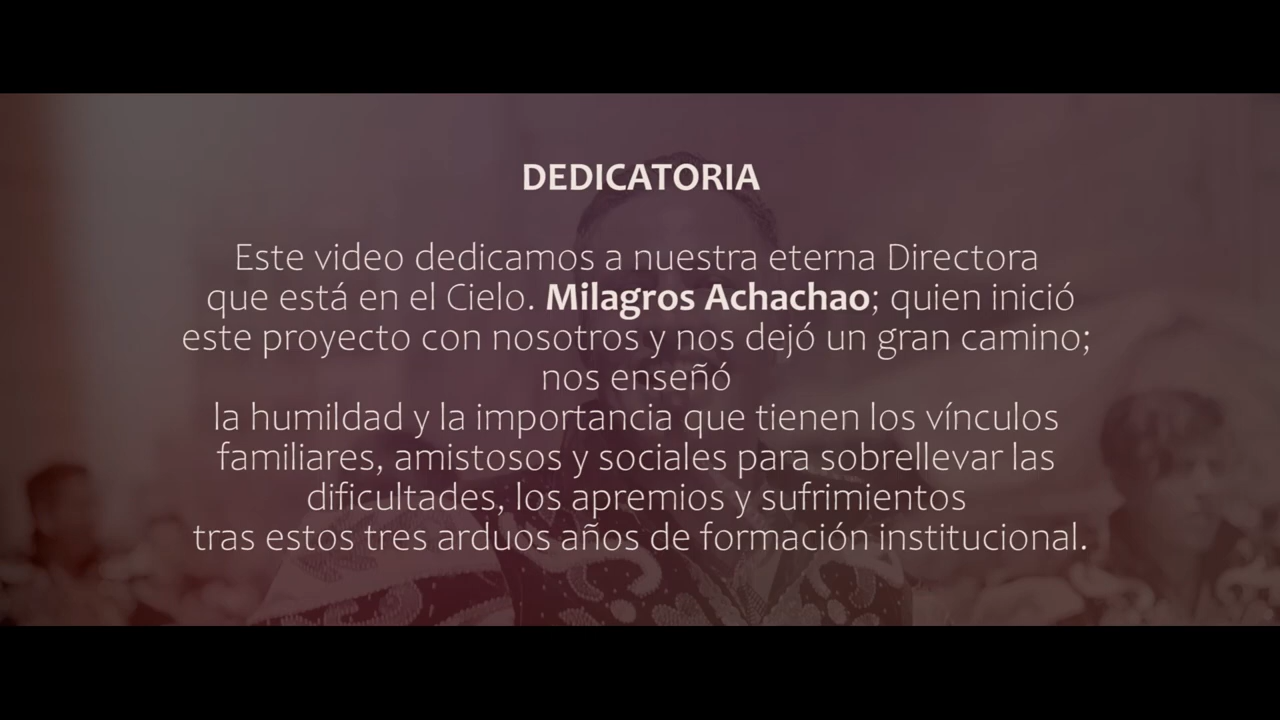 DEDICATORIA
Este video dedicamos a nuestra eterna Directora
que está en el Cielo. Milagros Achachao; quien inició
este proyecto con nosotros y nos dejó un gran camino;
nos enseñó
la humildad y la importancia que tienen los vínculos
familiares, amistosos y sociales para sobrellevar las
dificultades, los apremios y sufrimientos
tras estos tres arduos años de formación institucional.